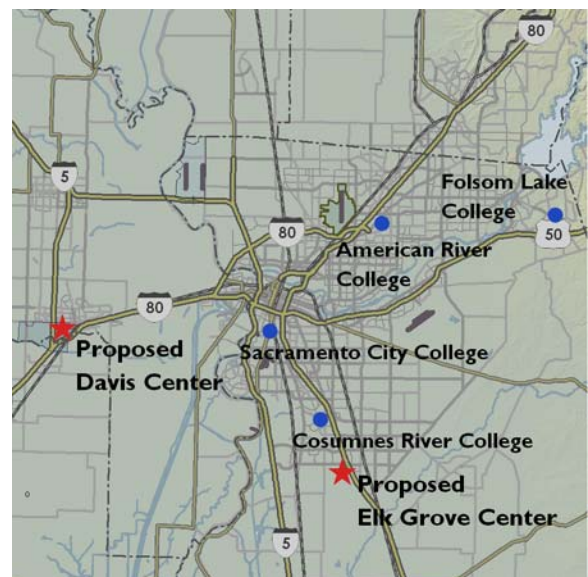 80
5
Folsom Lake
College
80
50
American River
College
80
Proposed
Davis Center
Sacramento City College
Cosumnes River College
Proposed
Elk Grove Center
5